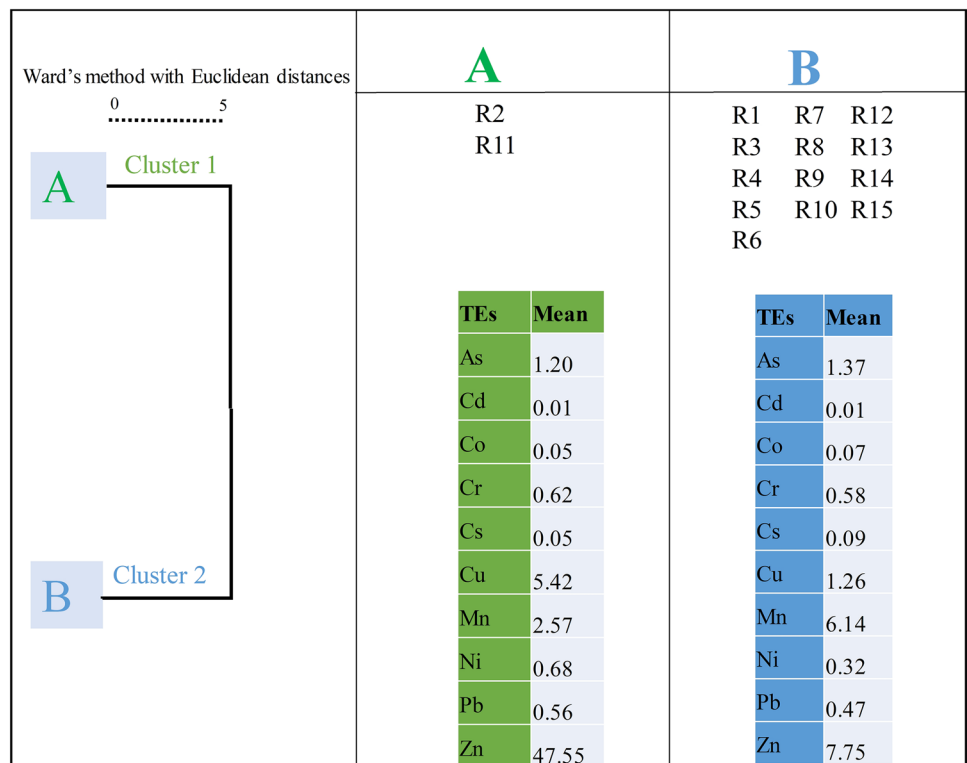 Ward's method with Euclidean distances
0 5
Cluster 1
A
Cluster 2
B
A
R2
R11
TEs Mean
As 1.20
Cd 0.01
Co 0.05
Cr 0.62
Cs 0.05
Cu 5.42
Mn 2.57
Ni 0.68
Pb 0.56
Zn 47.55
B
R1 R7 R12
R3 R8 R13
R4 R9 R14
R5 R10 R15
R6
TEs Mean
As 1.37
Cd 0.01
Co 0.07
Cr 0.58
Cs 0.09
Cu 1.26
Mn 6.14
Ni 0.32
Pb 0.47
Zn 7.75